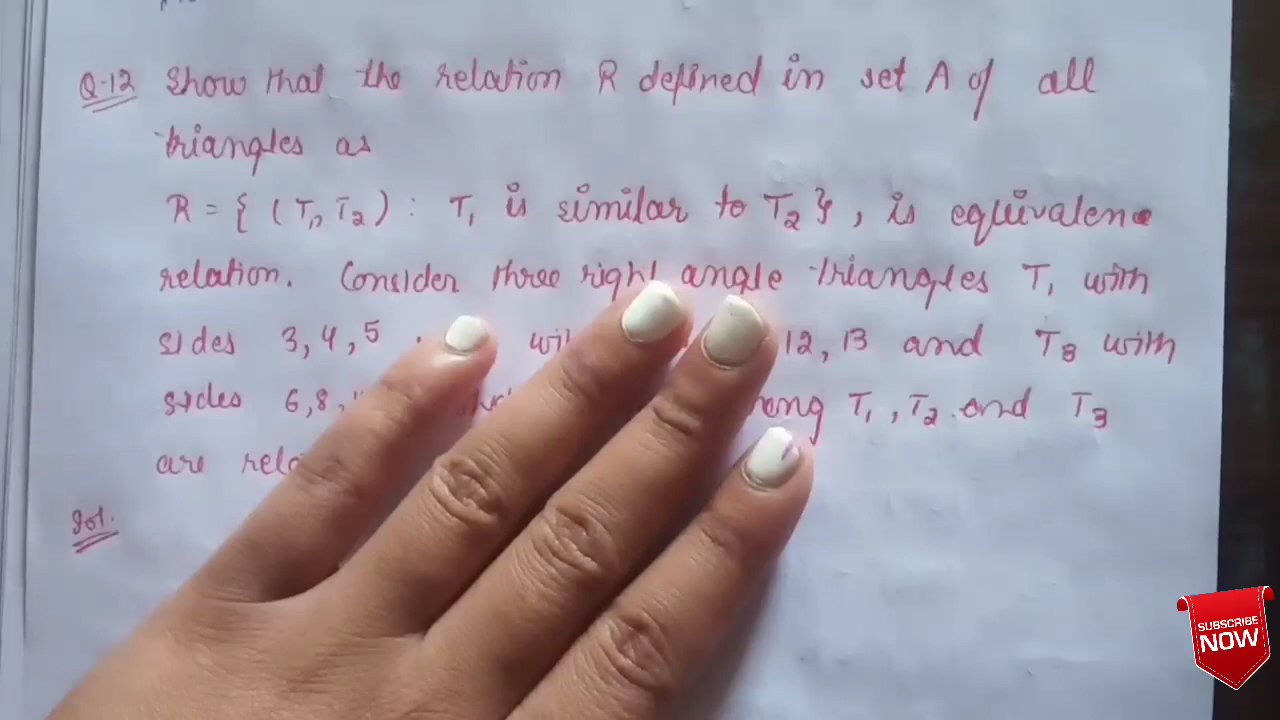 Q-12 Show that the relation R defined in set A of all
triangles as
R = { (T₁, T₂) : T₁ is similar to T₂ } , is equivalence
relation. Consider three right angle triangles T₁ with
sides 3, 4, 5 12, 13 and T₃ with
sides 6, 8, T₁ , T₂ and T₃
are
Sol.
SUBSCRIBE
NOW